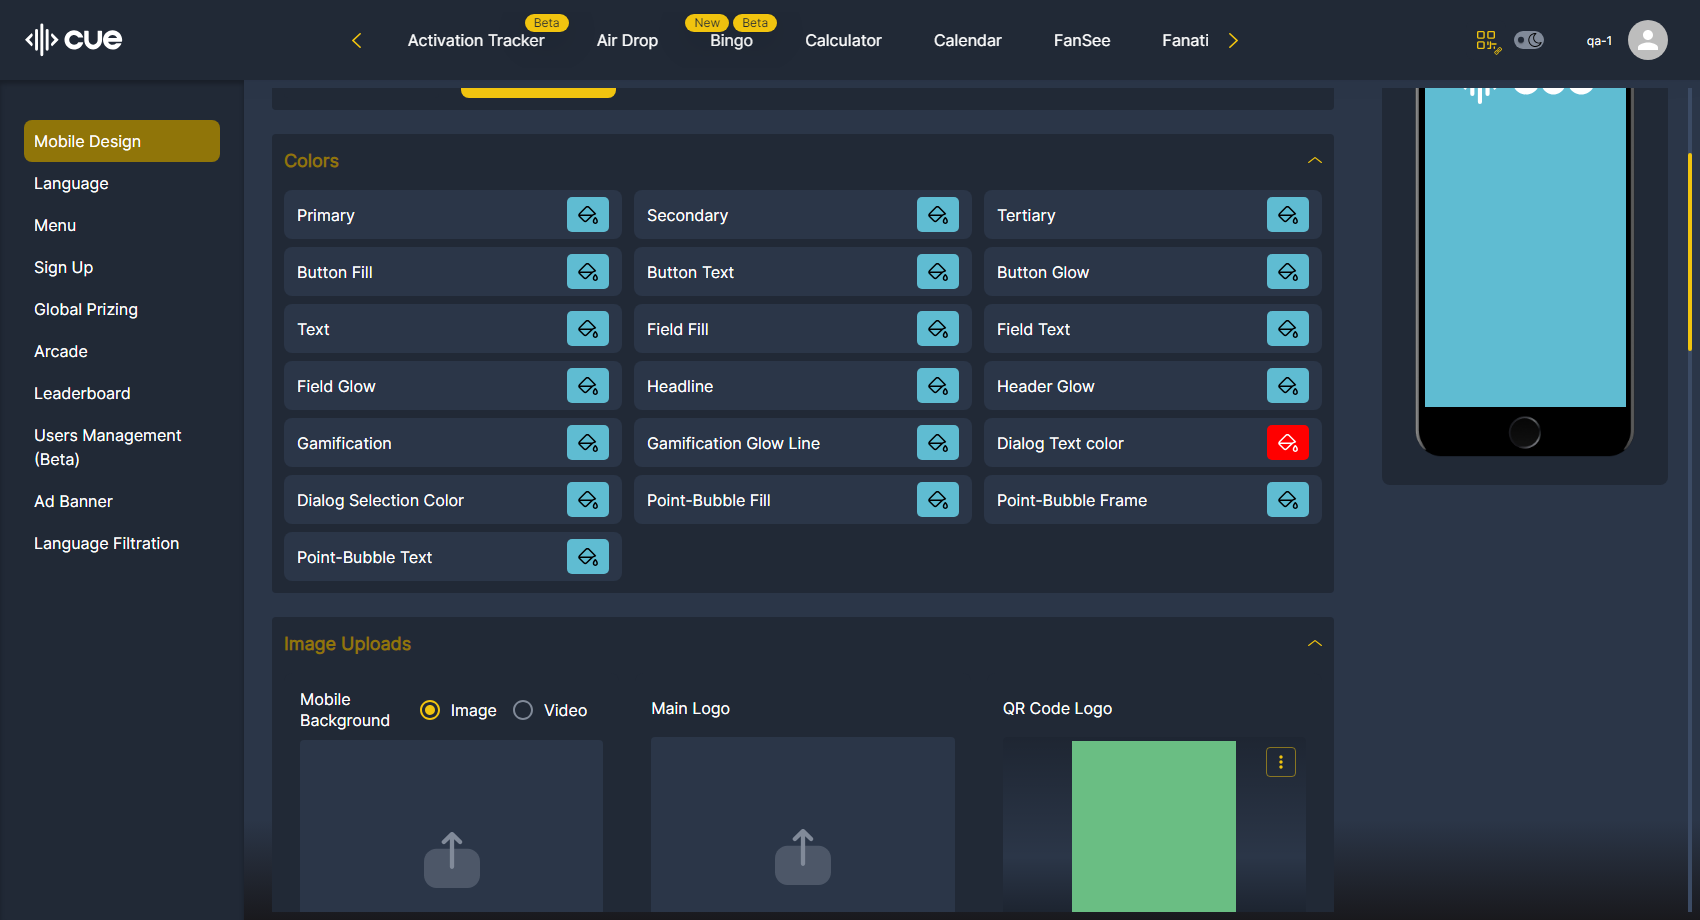 cue
Activation Tracker
Beta
Air Drop
New
Beta
Bingo
Calculator
Calendar
FanSee
Fanati
qa-1
Mobile Design
Language
Menu
Sign Up
Global Prizing
Arcade
Leaderboard
Users Management
(Beta)
Ad Banner
Language Filtration
Colors
Primary
Secondary
Tertiary
Button Fill
Button Text
Button Glow
Text
Field Fill
Field Text
Field Glow
Headline
Header Glow
Gamification
Gamification Glow Line
Dialog Text color
Dialog Selection Color
Point-Bubble Fill
Point-Bubble Frame
Point-Bubble Text
Image Uploads
Mobile
Background
Image
Video
Main Logo
QR Code Logo